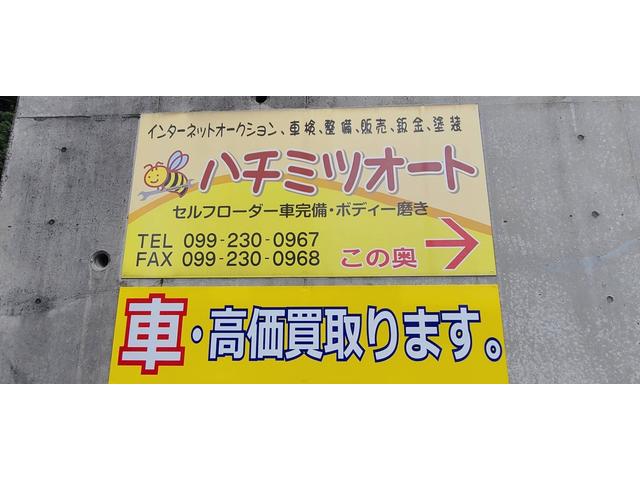 インターネットオークション、車検、整備、販売、鈑金、塗装
ハチミツオート
セルフローダー車完備・ボディー磨き
TEL 099-230-0967
FAX 099-230-0968
この奥
車・高価買取ります。